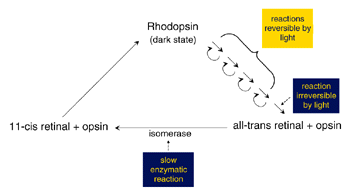 Rhodopsin
(dark state)
reactions
reversible by
light
reaction
irreversible by
light
11-cis retinal + opsin
isomerase
all-trans retinal + opsin
slow
enzymatic
reaction